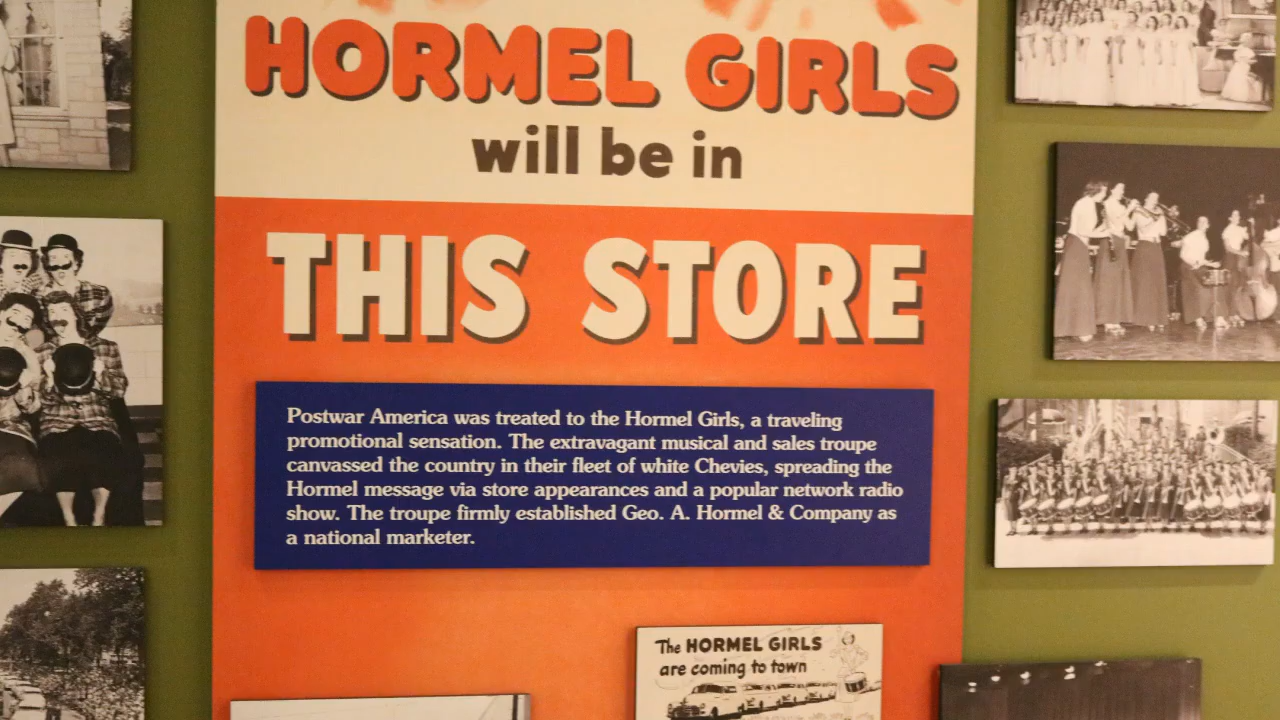 HORMEL GIRLS
will be in
THIS STORE
Postwar America was treated to the Hormel Girls, a traveling
promotional sensation. The extravagant musical and sales troupe
canvassed the country in their fleet of white Chevies, spreading the
Hormel message via store appearances and a popular network radio
show. The troupe firmly established Geo. A. Hormel & Company as
a national marketer.
The HORMEL GIRLS
are coming to town